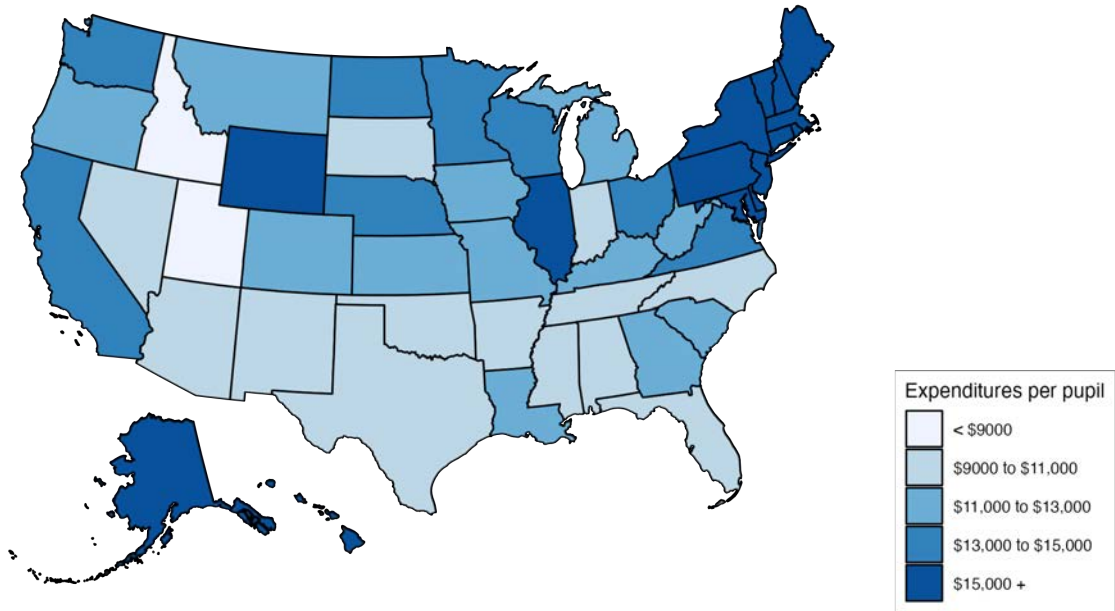 Expenditures per pupil
< $9000
$9000 to $11,000
$11,000 to $13,000
$13,000 to $15,000
$15,000 +